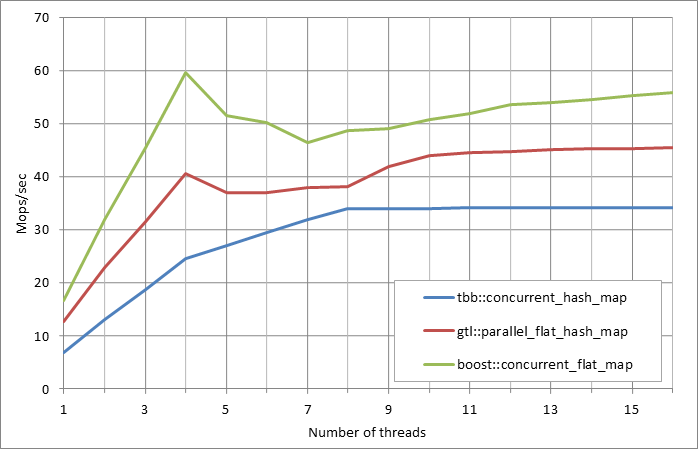 70
60
50
40
30
20
10
0
Mops/sec
tbb::concurrent_hash_map
gtl::parallel_flat_hash_map
boost::concurrent_flat_map
1 3 5 7 9 11 13 15
Number of threads